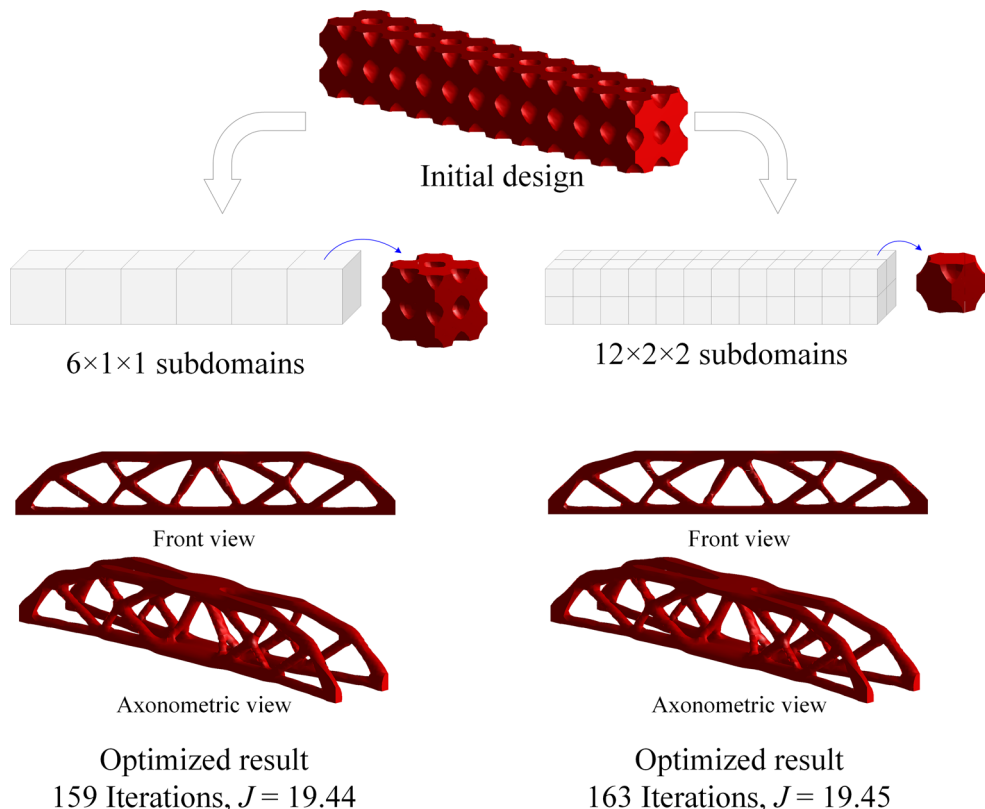 Initial design
6×1×1 subdomains
12×2×2 subdomains
Front view
Front view
Axonometric view
Axonometric view
Optimized result
159 Iterations, J = 19.44
Optimized result
163 Iterations, J = 19.45